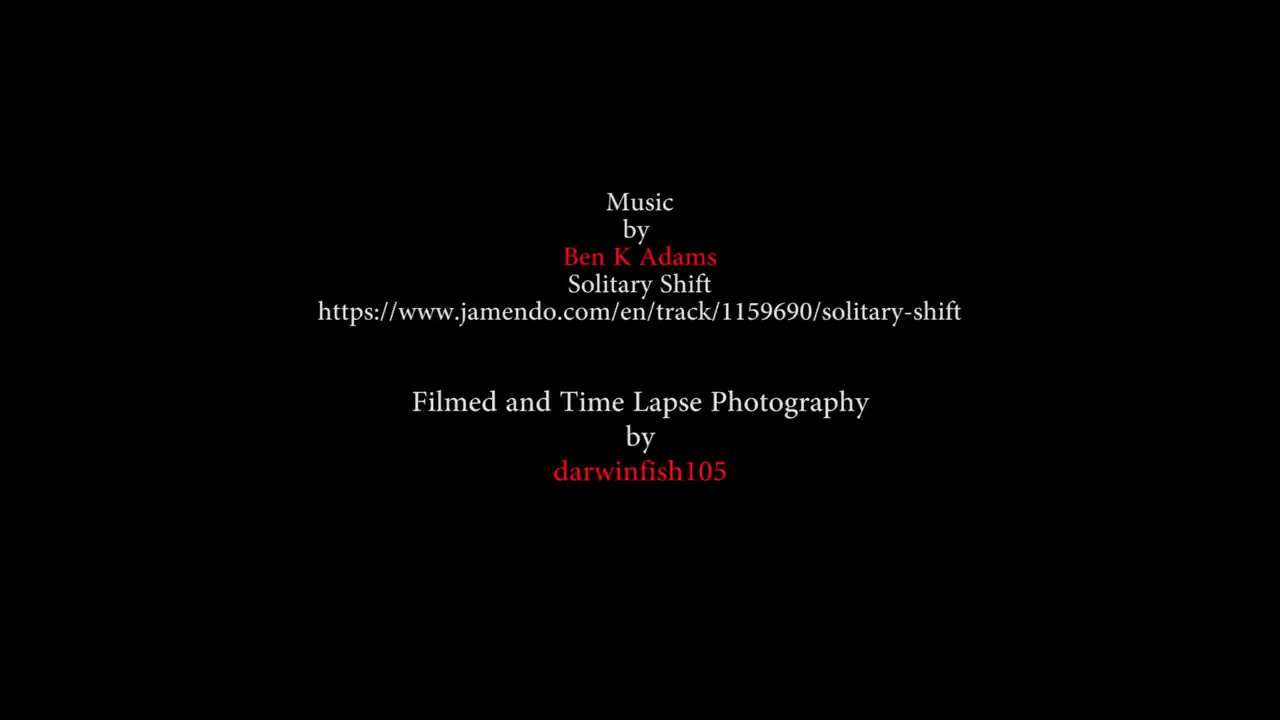 Music
by
Ben K Adams
Solitary Shift
https://www.jamendo.com/en/track/1159690/solitary-shift
Filmed and Time Lapse Photography
by
darwinfish105